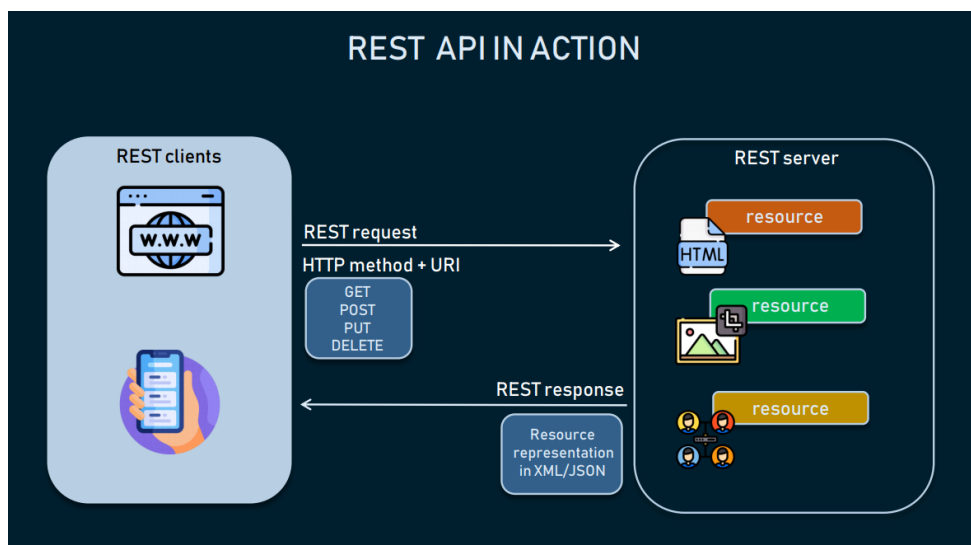 REST API IN ACTION
REST clients
W.W.W
REST request
HTTP method + URI
GET
POST
PUT
DELETE
REST response
Resource
representation
in XML/JSON
REST server
resource
HTML
resource
resource